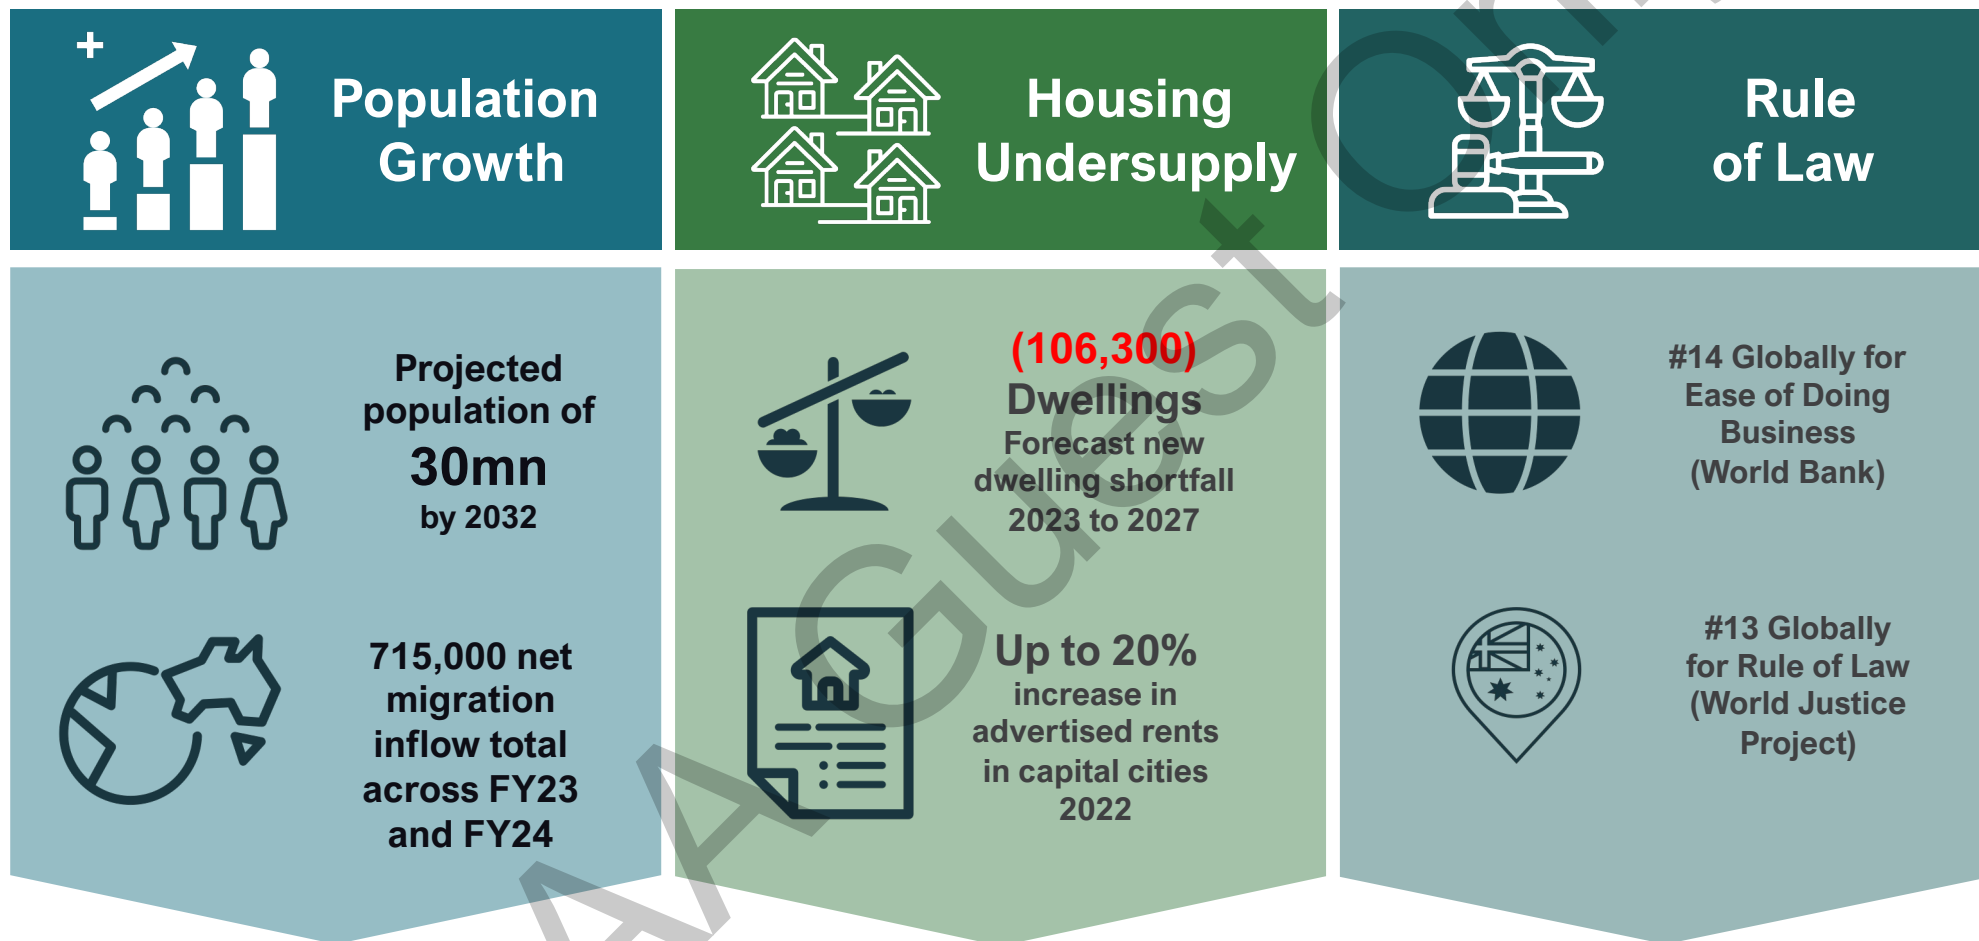 Population
Growth
Projected
population of
30mn
by 2032
715,000 net
migration
inflow total
across FY23
and FY24
Housing
Undersupply
(106,300)
Dwellings
Forecast new
dwelling shortfall
2023 to 2027
Up to 20%
increase in
advertised rents
in capital cities
2022
Rule
of Law
#14 Globally for
Ease of Doing
Business
(World Bank)
#13 Globally
for Rule of Law
(World Justice
Project)
Guest